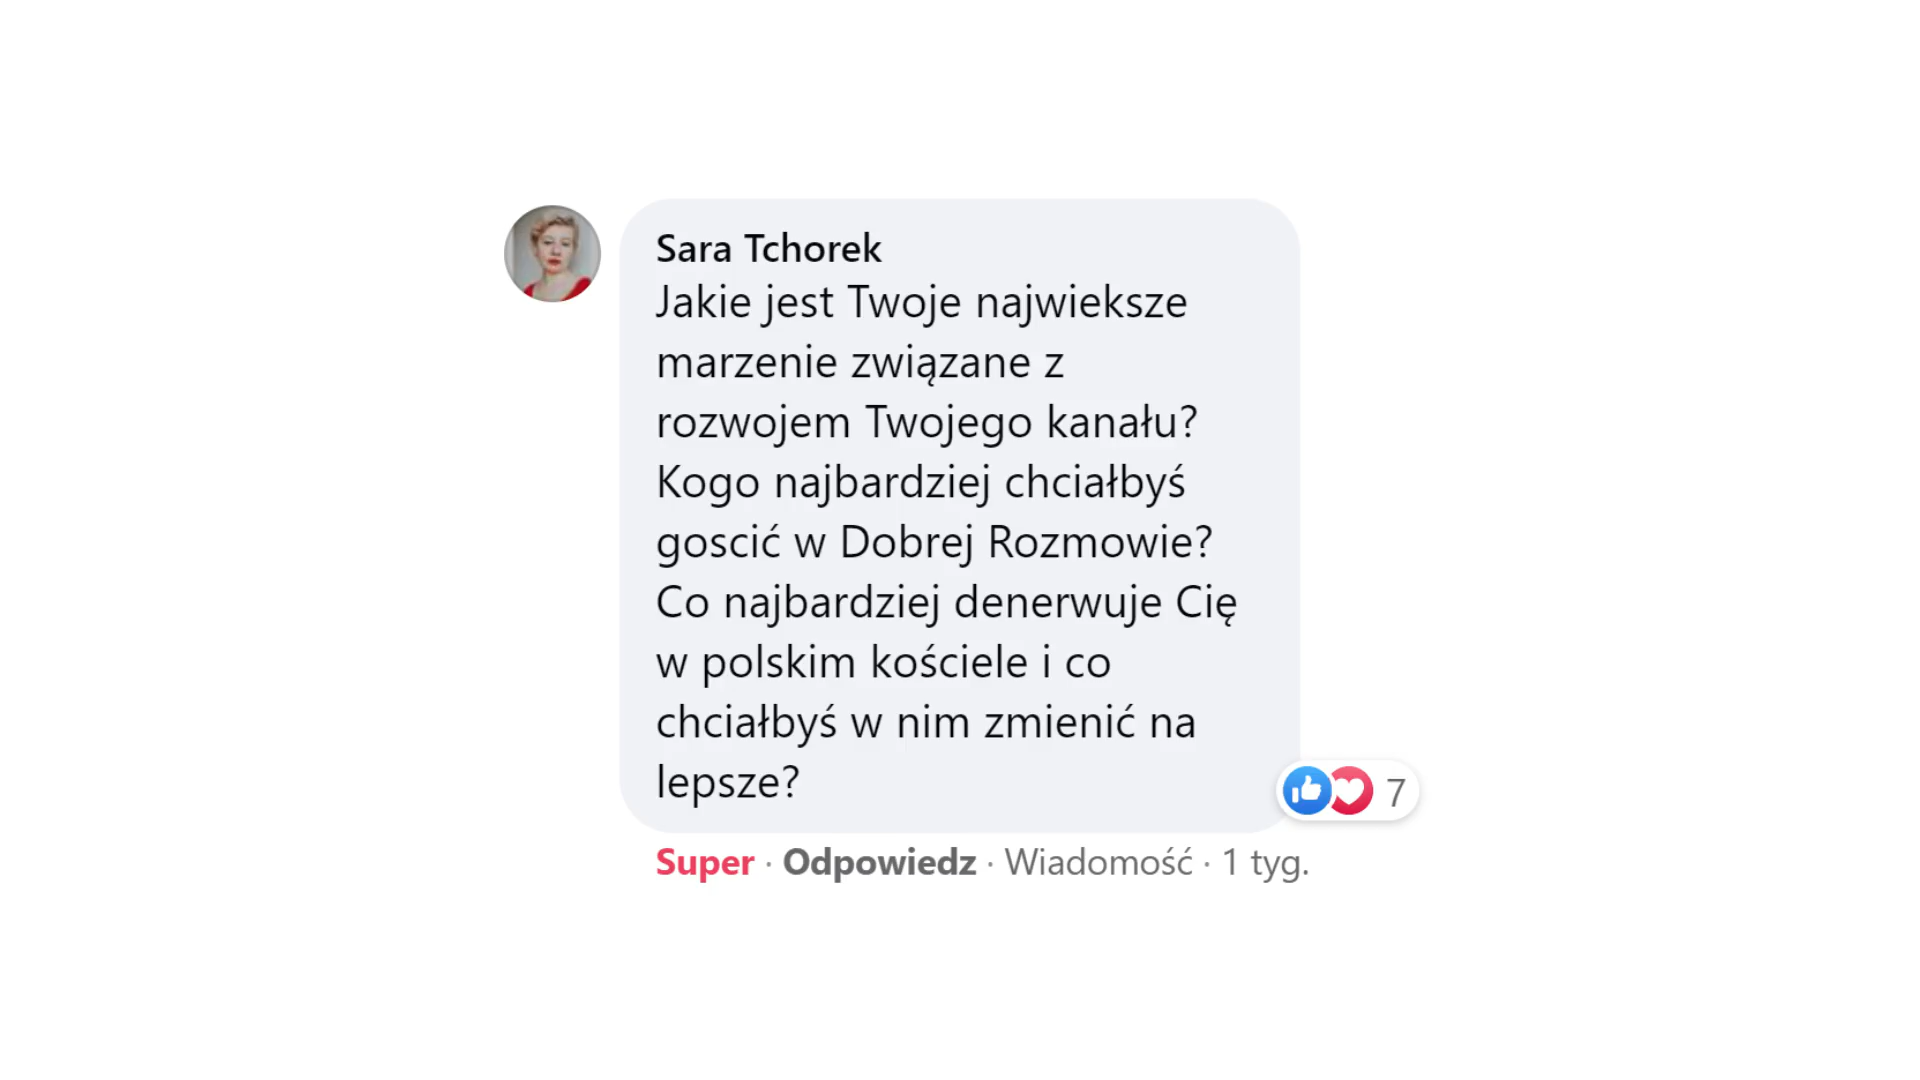 Sara Tchorek
Jakie jest Twoje najwieksze
marzenie związane z
rozwojem Twojego kanału?
Kogo najbardziej chciałbyś
goscić w Dobrej Rozmowie?
Co najbardziej denerwuje Cię
w polskim kościele i co
chciałbyś w nim zmienić na
lepsze?
7
Super · Odpowiedz · Wiadomość · 1 tyg.